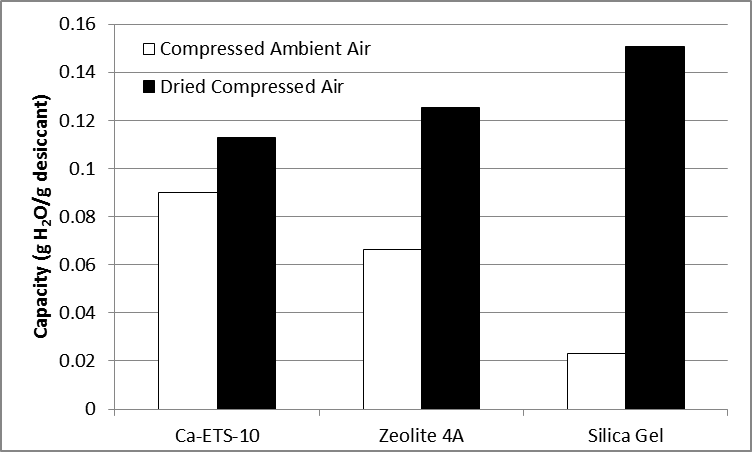 Capacity (g H₂O/g desiccant)
0.16
0.14
0.12
0.1
0.08
0.06
0.04
0.02
0
Compressed Ambient Air
Dried Compressed Air
Ca-ETS-10
Zeolite 4A
Silica Gel